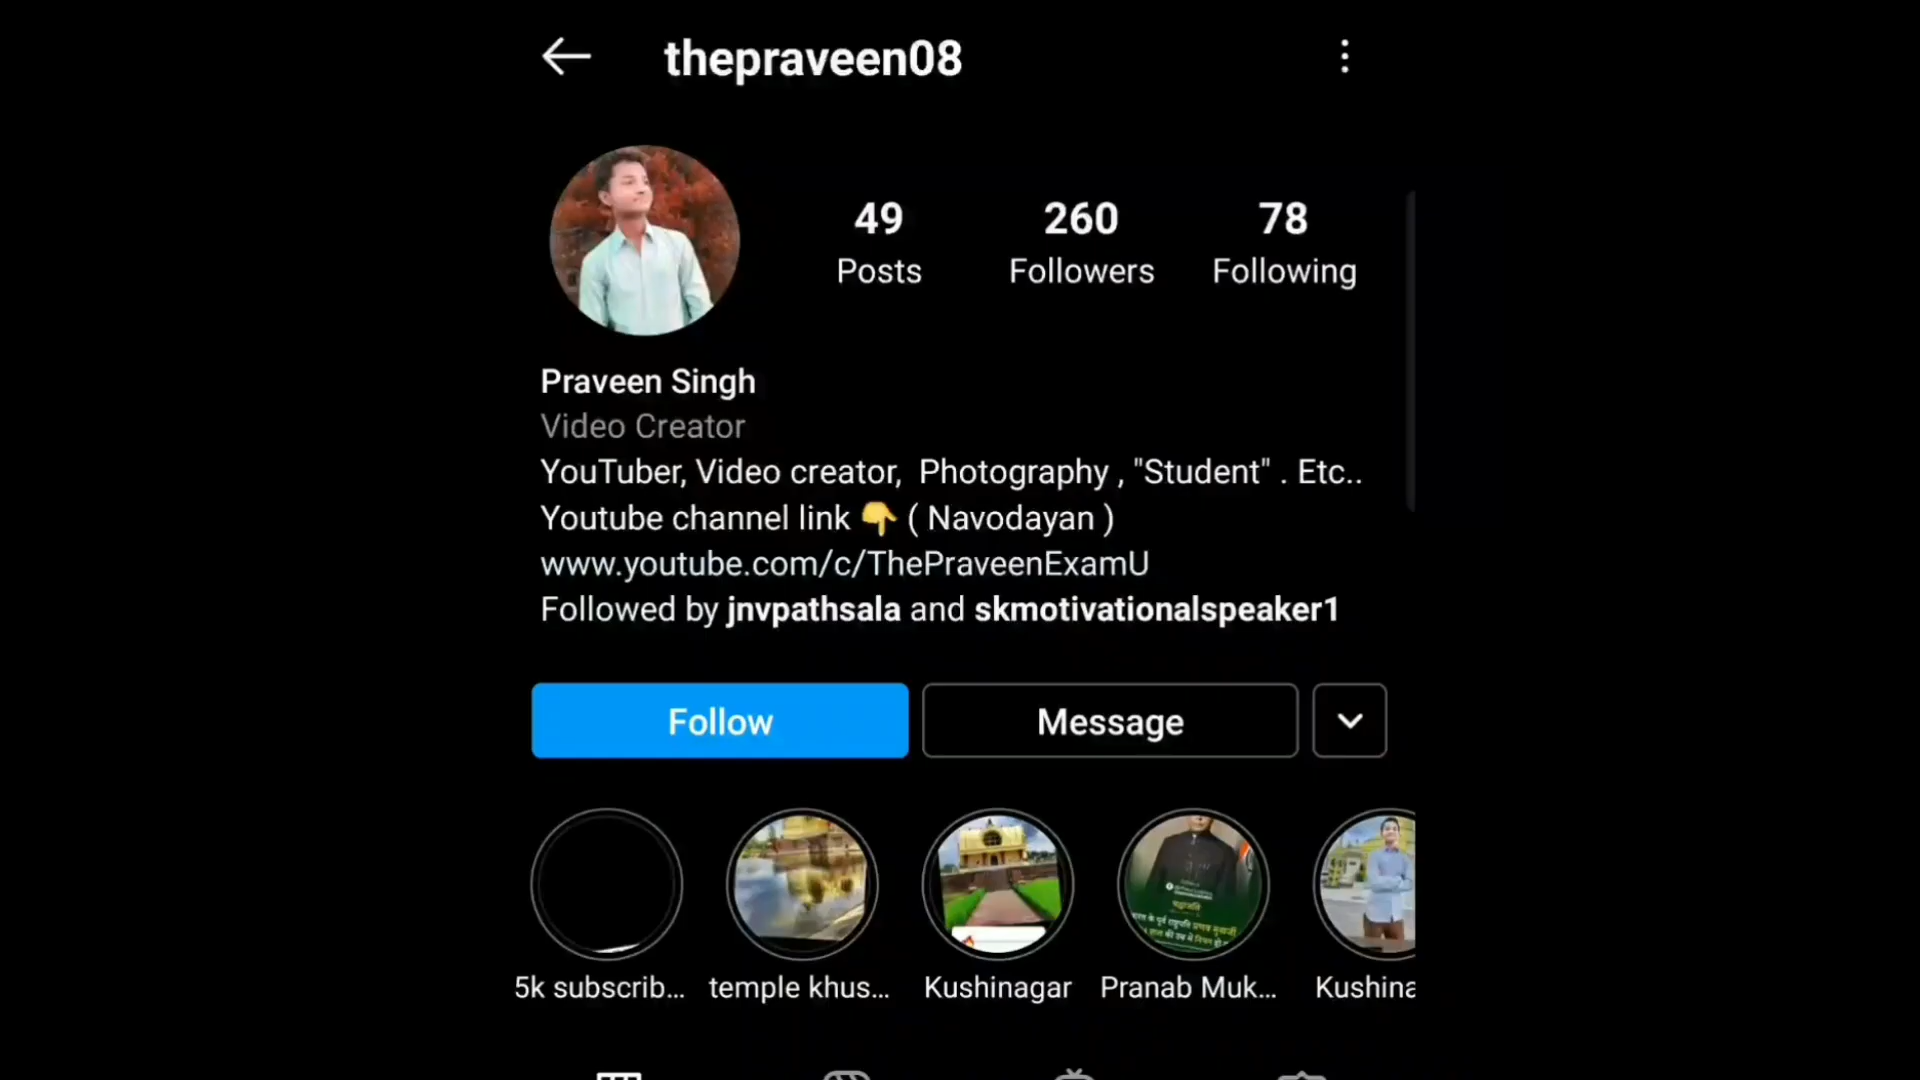 thepraveen08
49 260 78
Posts Followers Following
Praveen Singh
Video Creator
YouTuber, Video creator, Photography , "Student" . Etc..
Youtube channel link 👇 ( Navodayan )
www.youtube.com/c/ThePraveenExamU
Followed by jnvpathsala and skmotivationalspeaker1
Follow Message
श्रद्धांजलि
5k subscrib... temple khus... Kushinagar Pranab Muk... Kushina